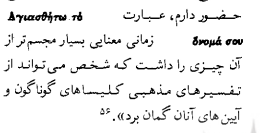 حضور دارم، عبارت Αγιασθήτω τὸ
ὄνομά σου زمانی معنایی بسیار مجسم‌تر از
آن چیزی را داشت که شخص می‌تواند از
تفسیرهای مذهبی کلیساهای گوناگون و
آیین‌های آنان گمان برد».۵۶